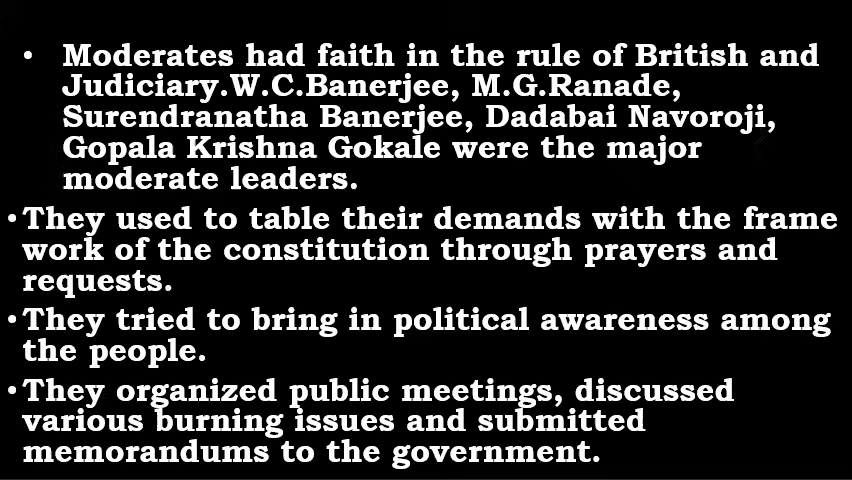 • Moderates had faith in the rule of British and
Judiciary.W.C.Banerjee, M.G.Ranade,
Surendranatha Banerjee, Dadabai Navoroji,
Gopala Krishna Gokale were the major
moderate leaders.
• They used to table their demands with the frame
work of the constitution through prayers and
requests.
• They tried to bring in political awareness among
the people.
• They organized public meetings, discussed
various burning issues and submitted
memorandums to the government.